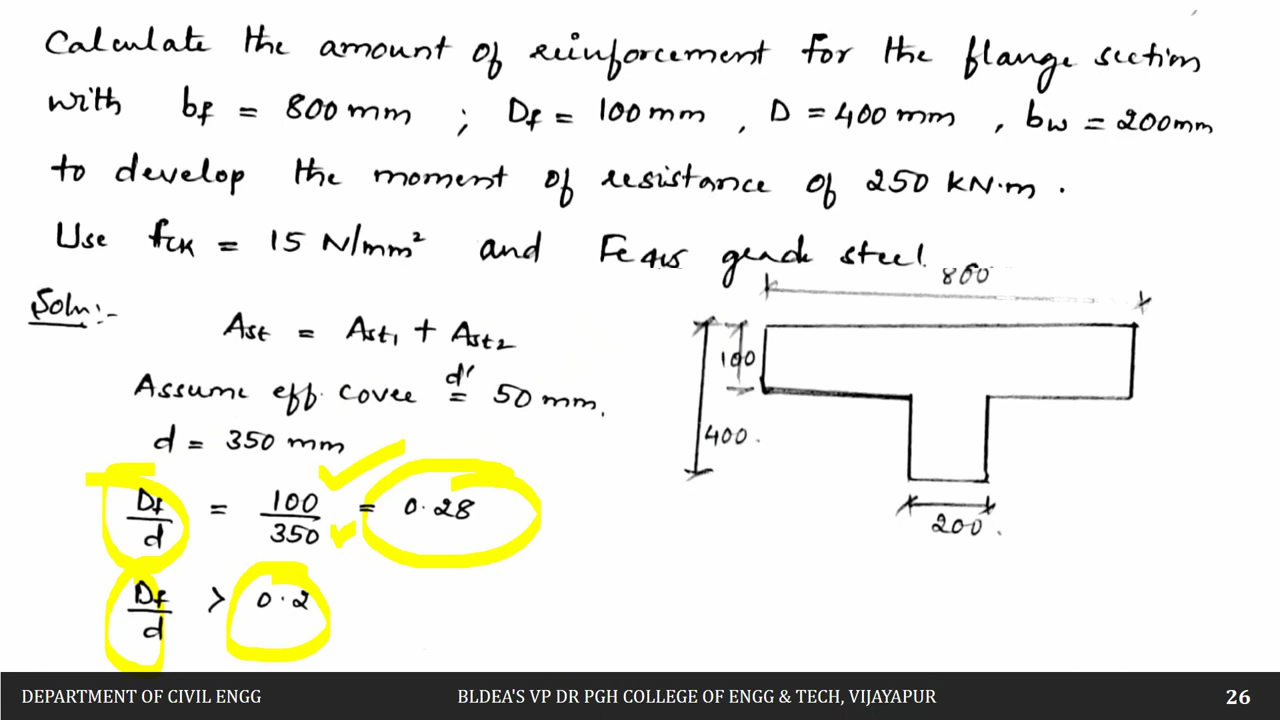 Calculate the amount of reinforcement for the flange section
with bf = 800 mm ; Df = 100 mm , D = 400 mm , bw = 200mm
to develop the moment of resistance of 250 KN·m .
Use fck = 15 N/mm² and Fe 415 grade steel.
Soln:-
800
Ast = Ast1 + Ast2
100
Assume eff. cover d' = 50 mm.
400 .
d = 350 mm
Df/d = 100/350 = 0.28
200 .
Df/d > 0.2
DEPARTMENT OF CIVIL ENGG BLDEA'S VP DR PGH COLLEGE OF ENGG & TECH, VIJAYAPUR 26